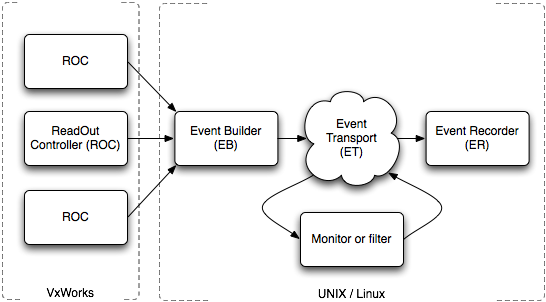 ROC
ReadOut
Controller (ROC)
ROC
Event Builder
(EB)
Event
Transport
(ET)
Event Recorder
(ER)
Monitor or filter
VxWorks
UNIX / Linux